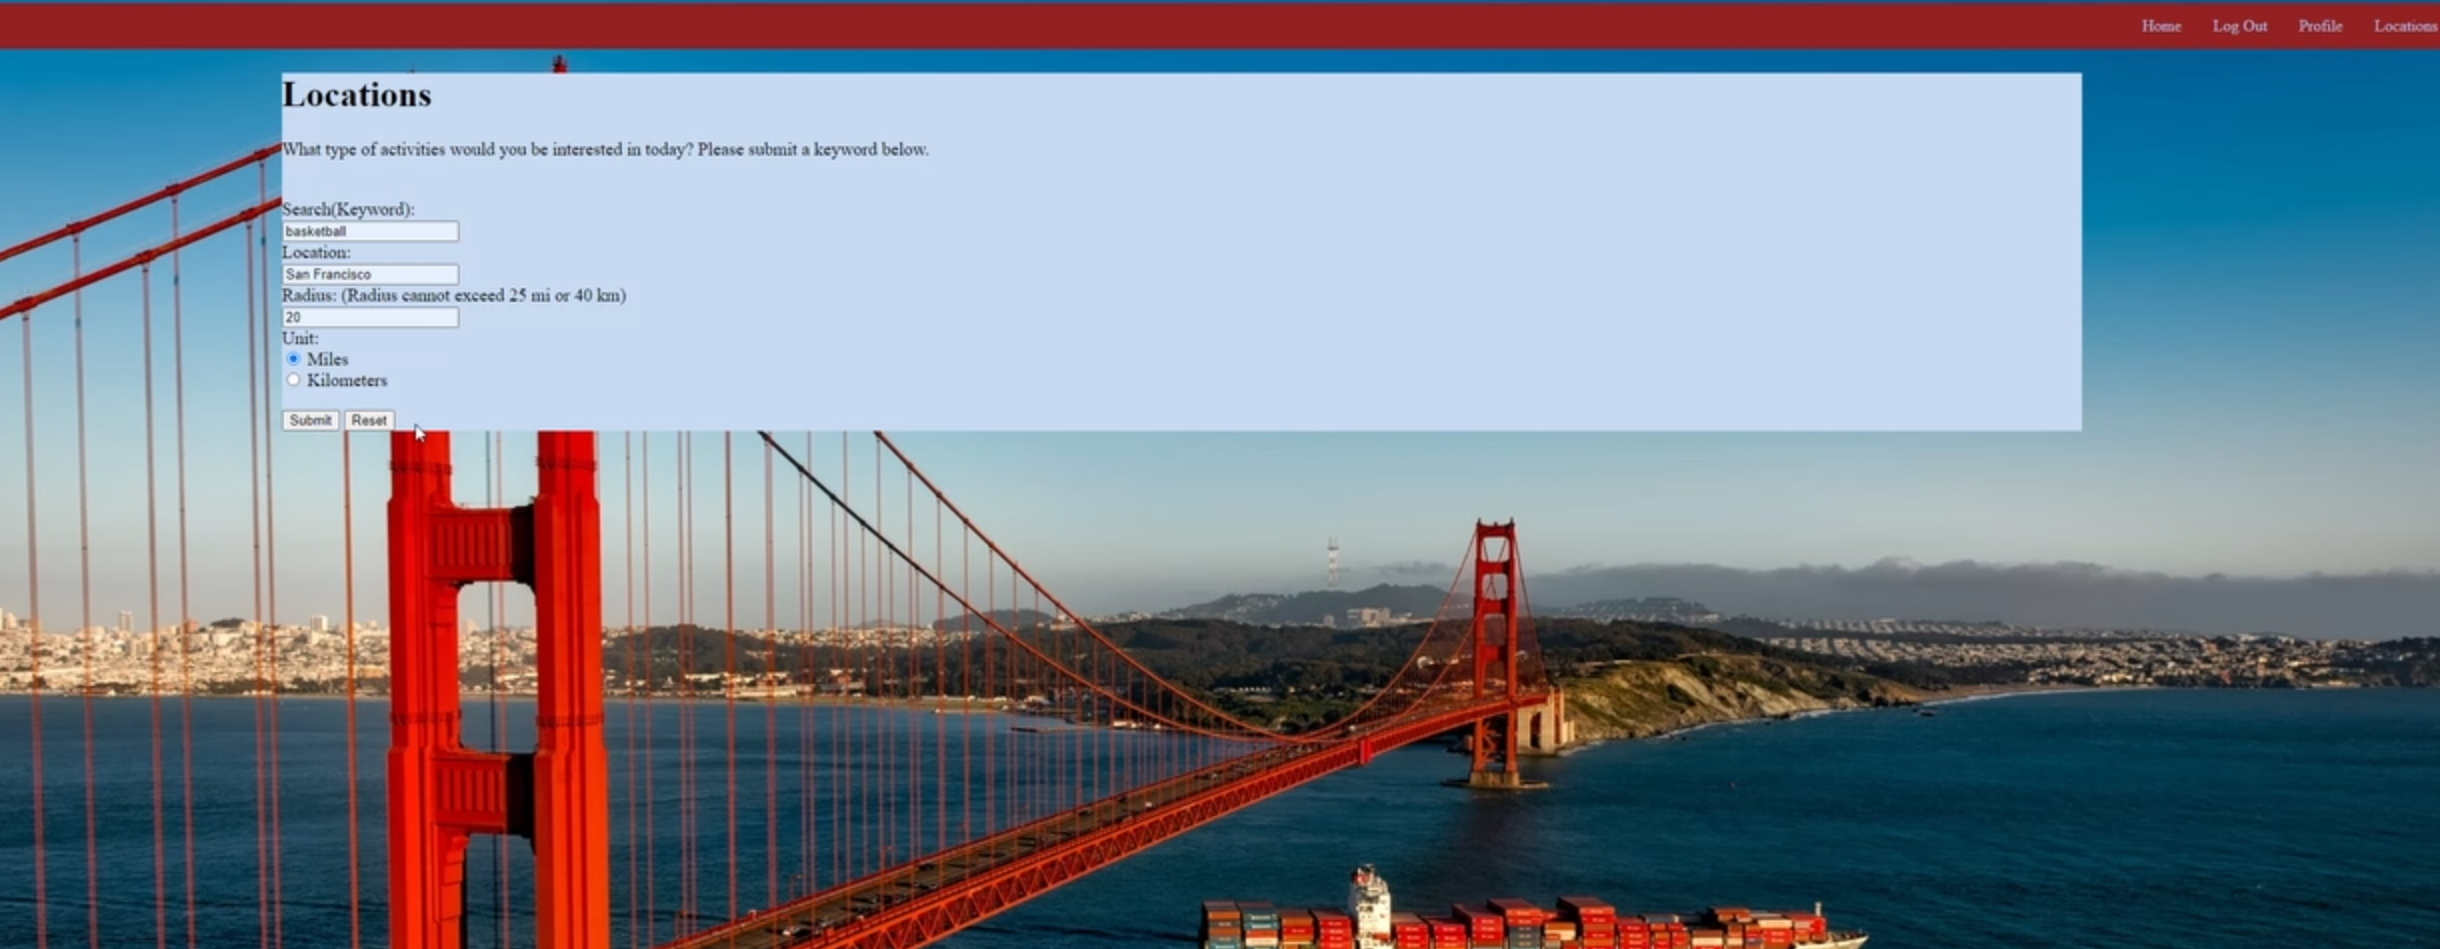 Home Log Out Profile Locations
Locations
What type of activities would you be interested in today? Please submit a keyword below.
Search(Keyword):
basketball
Location:
San Francisco
Radius: (Radius cannot exceed 25 mi or 40 km)
20
Unit:
Miles
Kilometers
Submit Reset